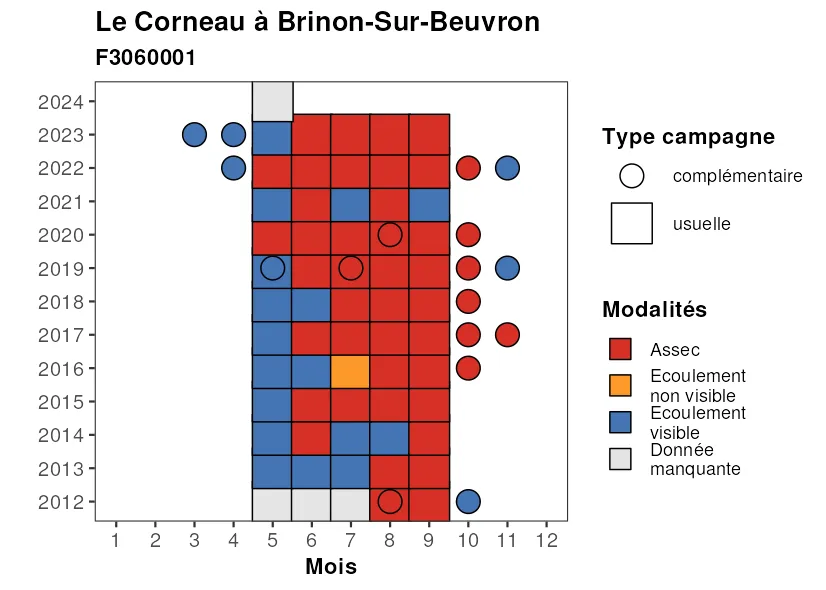 Le Corneau à Brinon-Sur-Beuvron
F3060001
2024
2023
2022
2021
2020
2019
2018
2017
2016
2015
2014
2013
2012
1 2 3 4 5 6 7 8 9 10 11 12
Mois
Type campagne
complémentaire
usuelle
Modalités
Assec
Ecoulement
non visible
Ecoulement
visible
Donnée
manquante